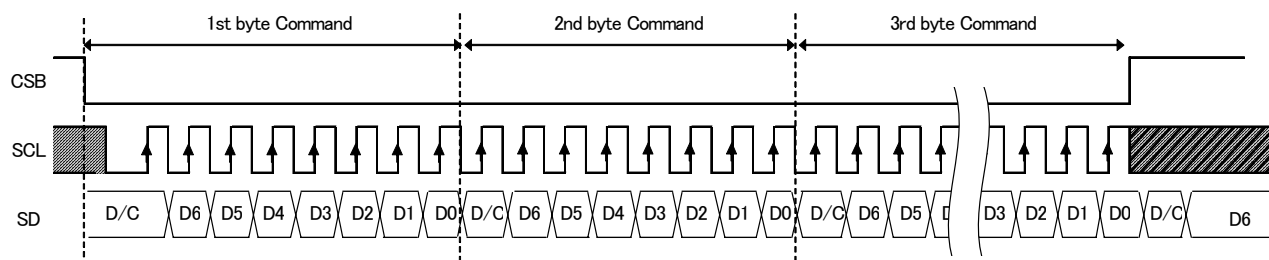 1st byte Command 2nd byte Command 3rd byte Command
CSB
SCL
SD D/C D6 D5 D4 D3 D2 D1 D0 D/C D6 D5 D4 D3 D2 D1 D0 D/C D6 D5 D3 D2 D1 D0 D/C D6